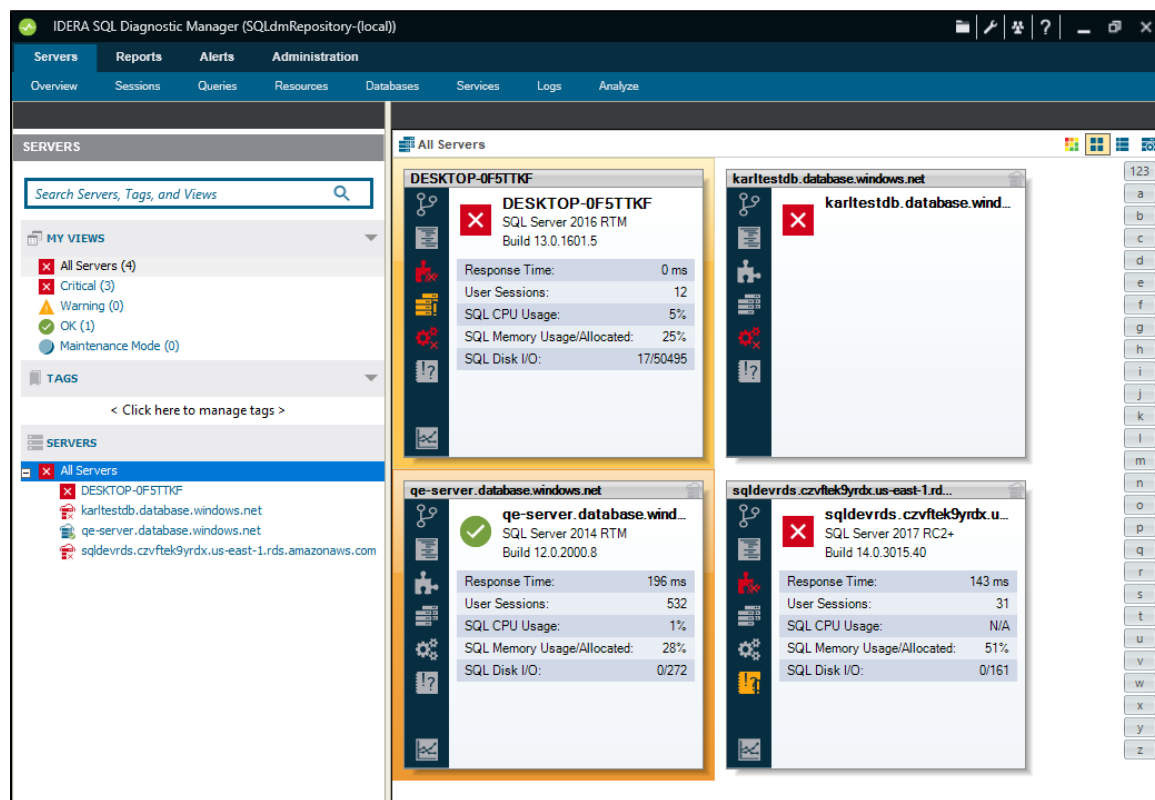 IDERA SQL Diagnostic Manager (SQLdmRepository-(local))
Servers Reports Alerts Administration
Overview Sessions Queries Resources Databases Services Logs Analyze
SERVERS
Search Servers, Tags, and Views
MY VIEWS
All Servers (4)
Critical (3)
Warning (0)
OK (1)
Maintenance Mode (0)
TAGS
< Click here to manage tags >
SERVERS
All Servers
DESKTOP-0F5TTKF
karltestdb.database.windows.net
qe-server.database.windows.net
sqldevrds.czvftek9yrdx.us-east-1.rds.amazonaws.com
All Servers
DESKTOP-0F5TTKF
DESKTOP-0F5TTKF
SQL Server 2016 RTM
Build 13.0.1601.5
Response Time: 0 ms
User Sessions: 12
SQL CPU Usage: 5%
SQL Memory Usage/Allocated: 25%
SQL Disk I/O: 17/50495
karltestdb.database.windows.net
karltestdb.database.wind...
qe-server.database.windows.net
qe-server.database.wind...
SQL Server 2014 RTM
Build 12.0.2000.8
Response Time: 196 ms
User Sessions: 532
SQL CPU Usage: 1%
SQL Memory Usage/Allocated: 28%
SQL Disk I/O: 0/272
sqldevrds.czvftek9yrdx.us-east-1.rd...
sqldevrds.czvftek9yrdx.u...
SQL Server 2017 RC2+
Build 14.0.3015.40
Response Time: 143 ms
User Sessions: 31
SQL CPU Usage: N/A
SQL Memory Usage/Allocated: 51%
SQL Disk I/O: 0/161
123
a
b
c
d
e
f
g
h
i
j
k
l
m
n
o
p
q
r
s
t
u
v
w
x
y
z